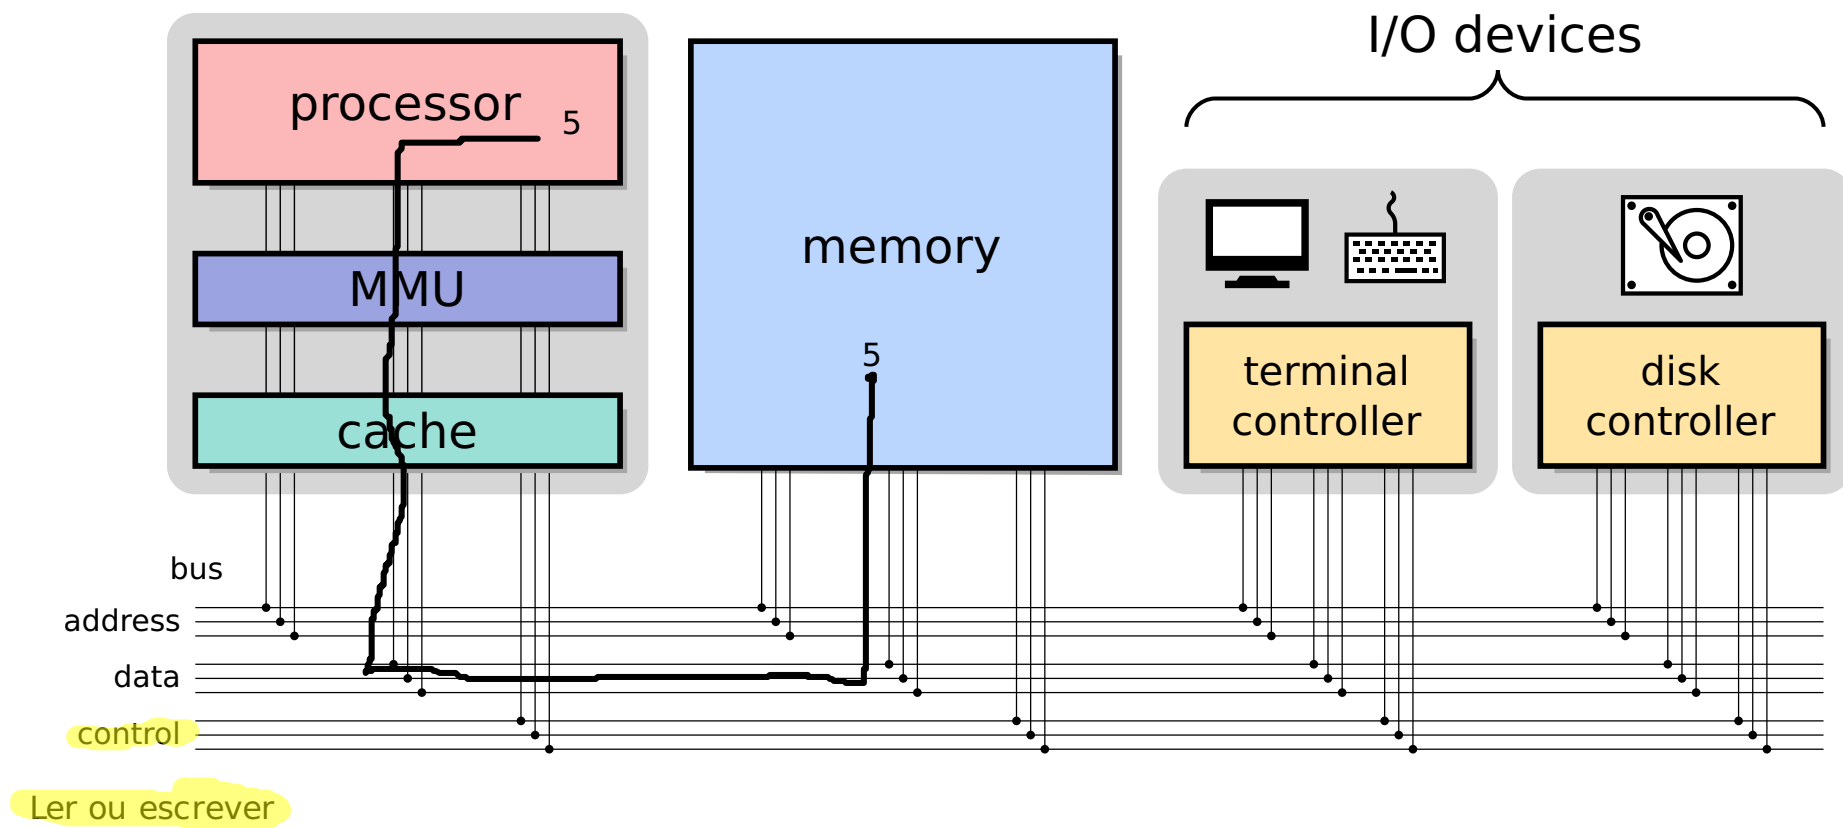 I/O devices
processor
5
MMU
cache
memory
5
terminal
controller
disk
controller
bus
address
data
control
Ler ou escrever